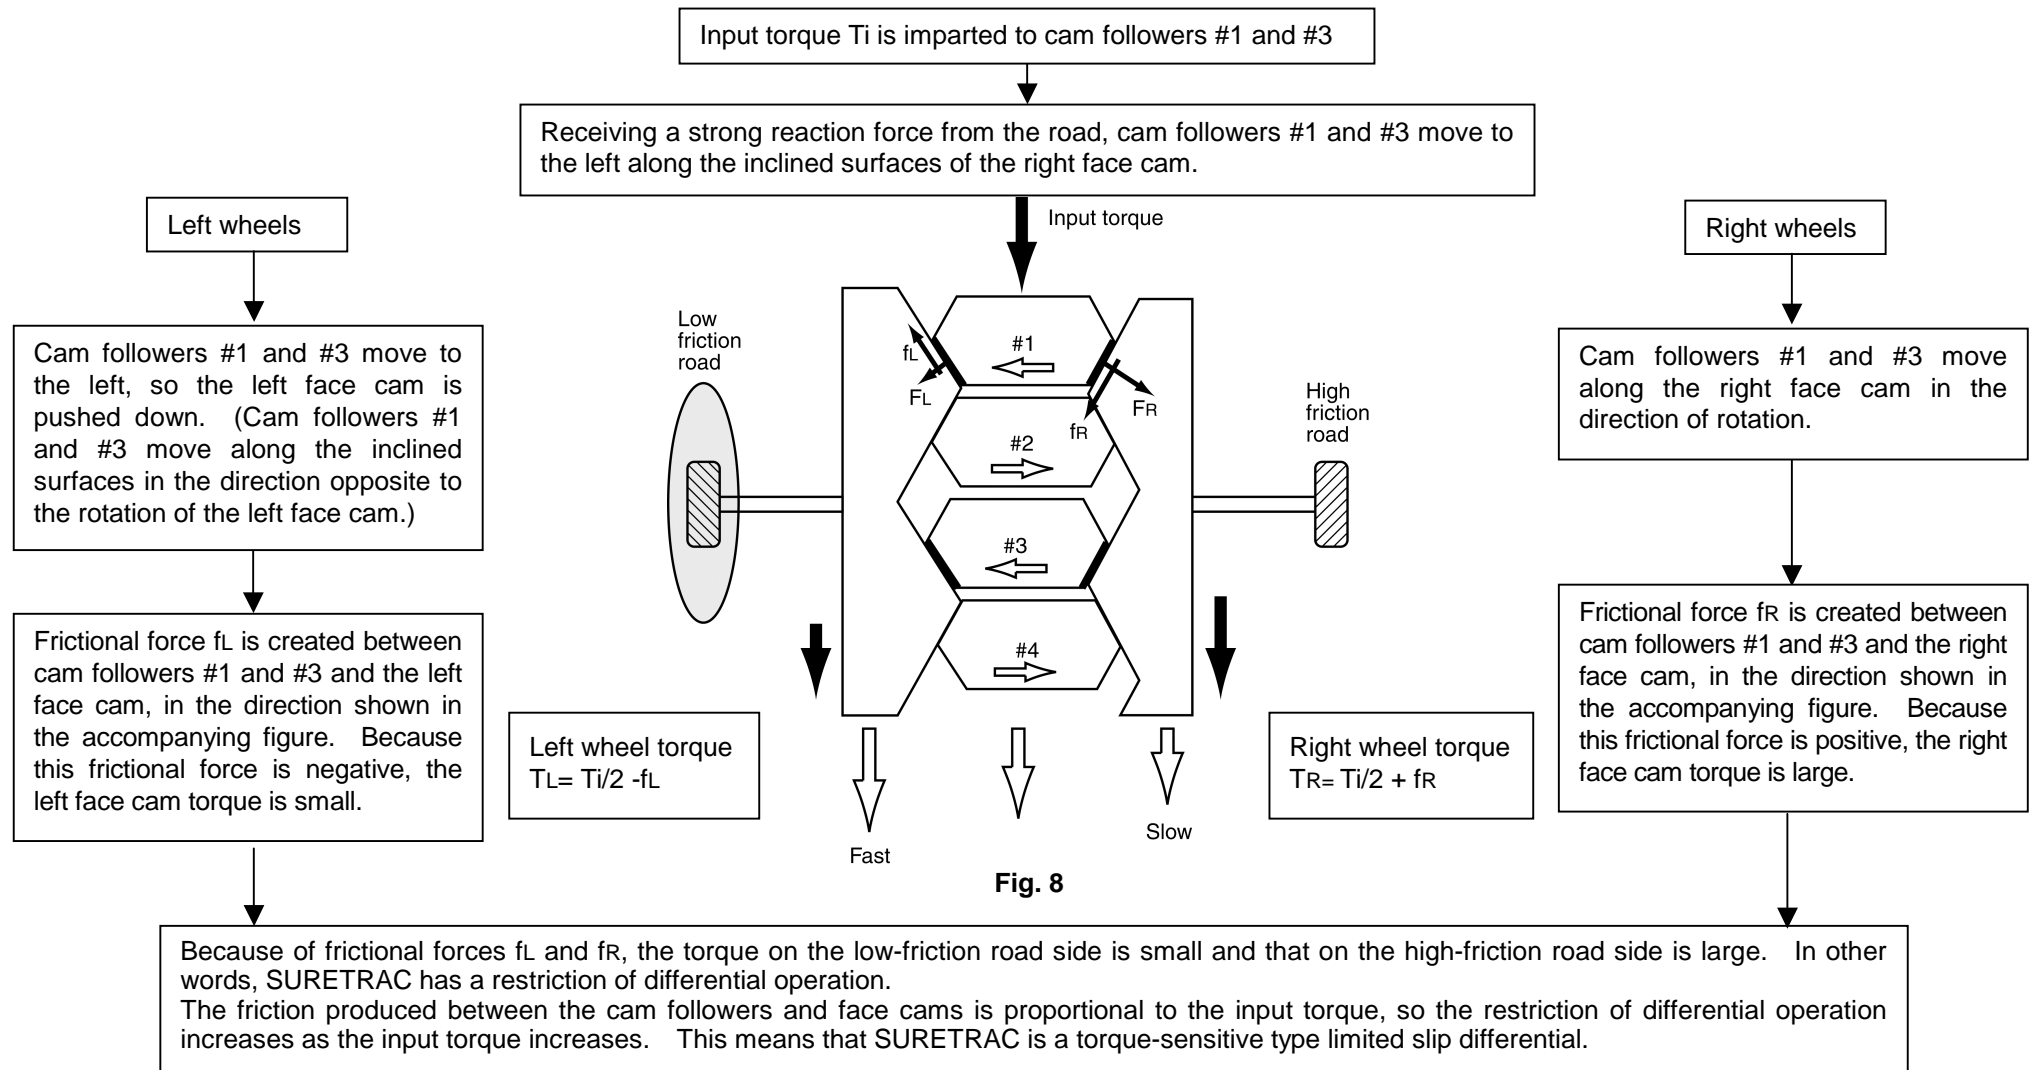 Input torque Ti is imparted to cam followers #1 and #3
Receiving a strong reaction force from the road, cam followers #1 and #3 move to
the left along the inclined surfaces of the right face cam.
Left wheels
Cam followers #1 and #3 move to
the left, so the left face cam is
pushed down. (Cam followers #1
and #3 move along the inclined
surfaces in the direction opposite to
the rotation of the left face cam.)
Frictional force fL is created between
cam followers #1 and #3 and the left
face cam, in the direction shown in
the accompanying figure. Because
this frictional force is negative, the
left face cam torque is small.
Input torque
Low
friction
road
#1
fL
FL
FR
fR
#2
#3
#4
High
friction
road
Left wheel torque
TL= Ti/2 -fL
Right wheel torque
TR= Ti/2 + fR
Fast
Slow
Fig. 8
Right wheels
Cam followers #1 and #3 move
along the right face cam in the
direction of rotation.
Frictional force fR is created between
cam followers #1 and #3 and the right
face cam, in the direction shown in
the accompanying figure. Because
this frictional force is positive, the right
face cam torque is large.
Because of frictional forces fL and fR, the torque on the low-friction road side is small and that on the high-friction road side is large. In other
words, SURETRAC has a restriction of differential operation.
The friction produced between the cam followers and face cams is proportional to the input torque, so the restriction of differential operation
increases as the input torque increases. This means that SURETRAC is a torque-sensitive type limited slip differential.